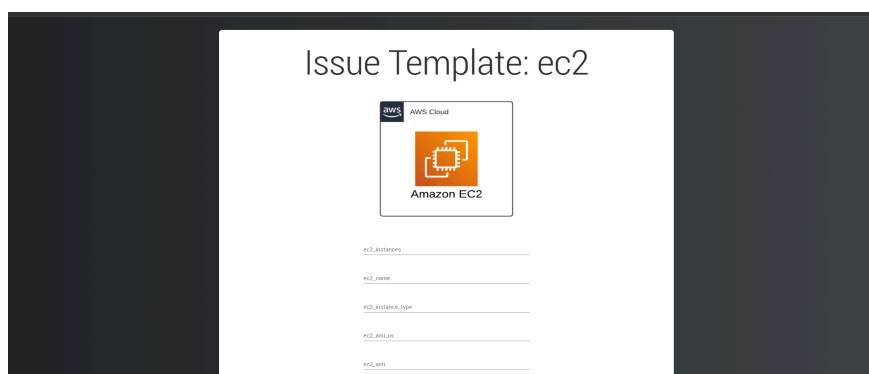 Issue Template: ec2
aws AWS Cloud
Amazon EC2
ec2_instances
ec2_name
ec2_instance_type
ec2_ami_os
ec2_ami